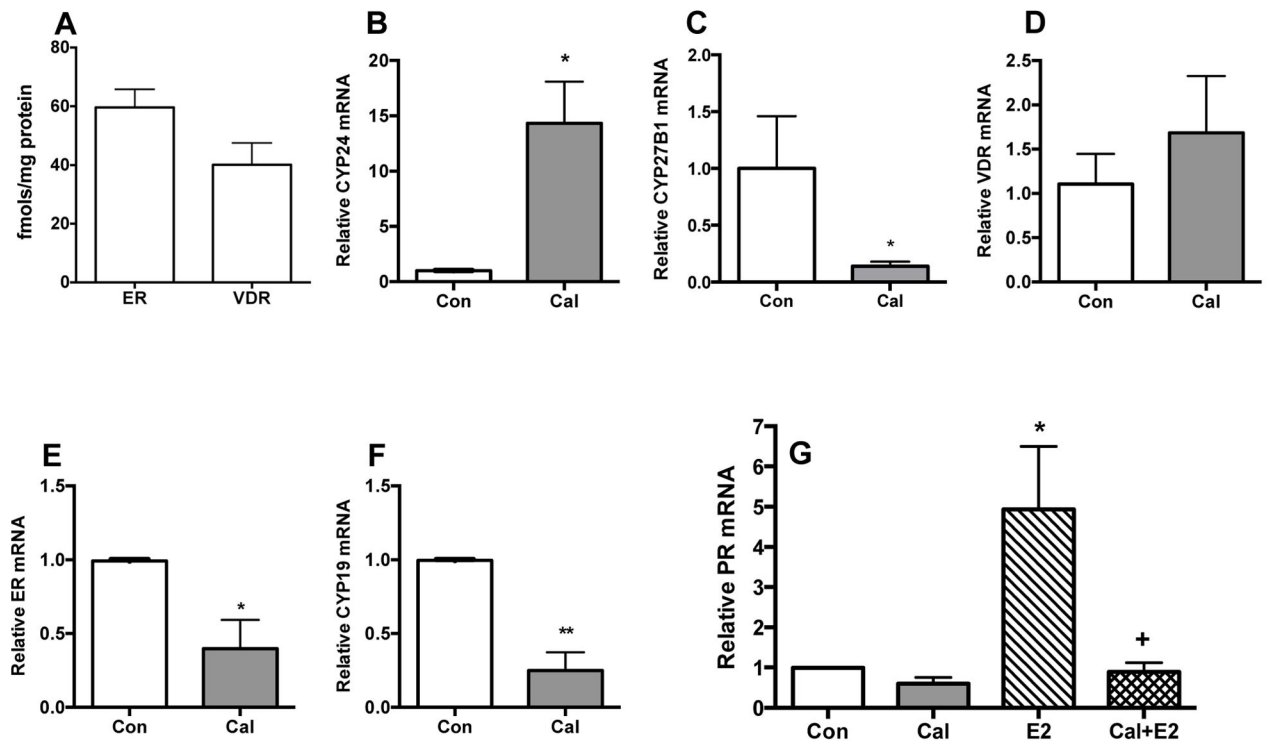 A
fmols/mg protein
80
60
40
20
0
ER VDR
B
Relative CYP24 mRNA
20
15
10
5
0
*
Con Cal
C
Relative CYP27B1 mRNA
2.0
1.5
1.0
0.5
0.0
*
Con Cal
D
Relative VDR mRNA
2.5
2.0
1.5
1.0
0.5
0.0
Con Cal
E
Relative ER mRNA
1.5
1.0
0.5
0.0
*
Con Cal
F
Relative CYP19 mRNA
1.5
1.0
0.5
0.0
**
Con Cal
G
Relative PR mRNA
7
6
5
4
3
2
1
0
*
+
Con Cal E2 Cal+E2